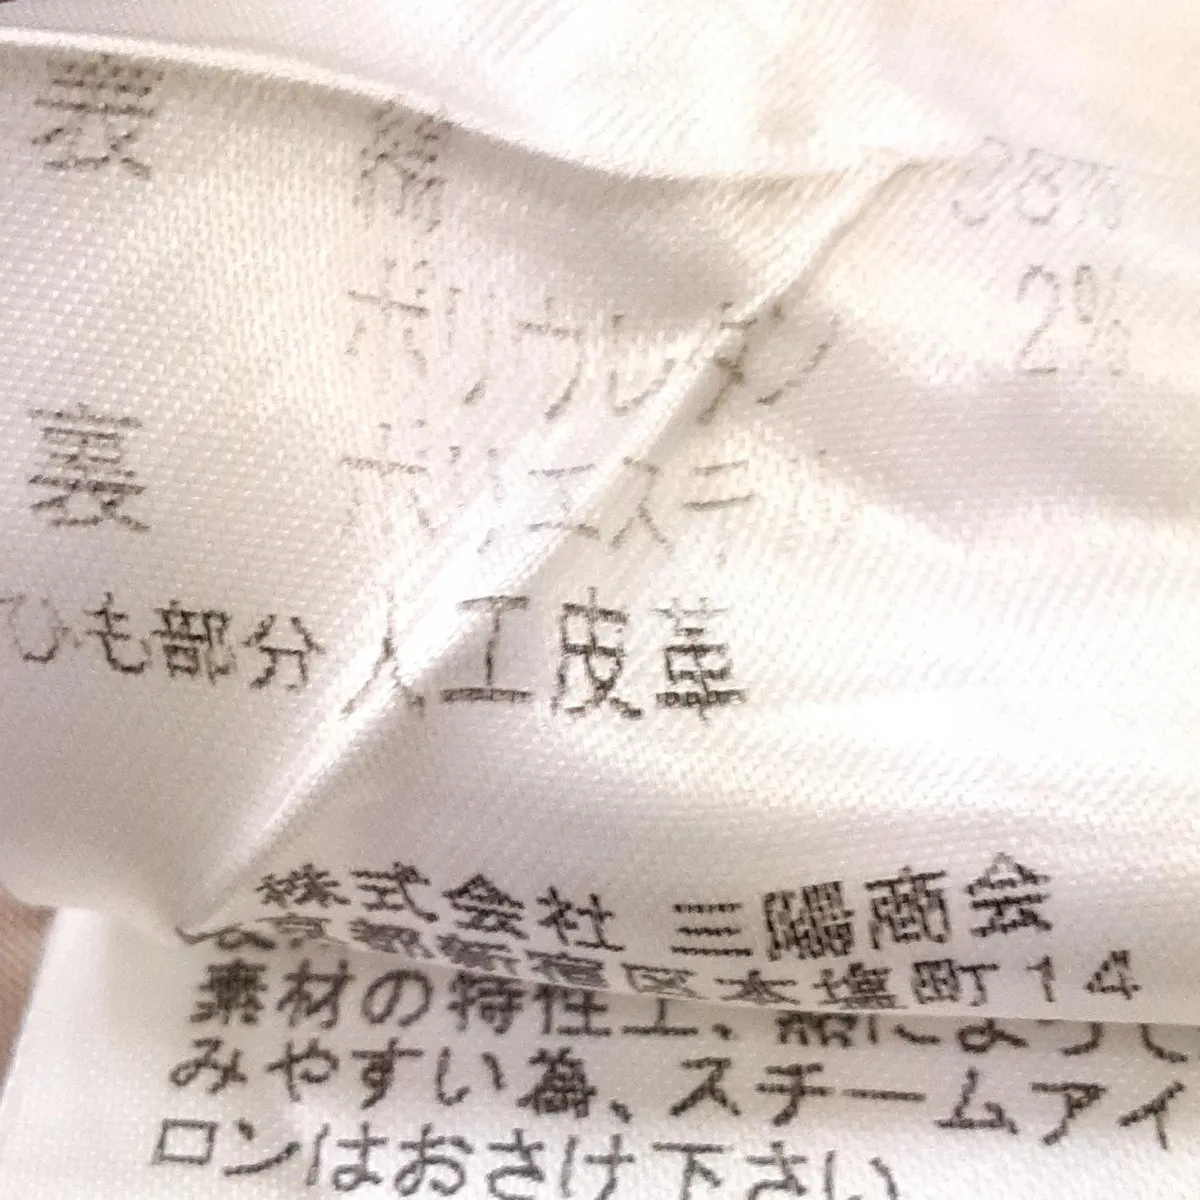 表 綿 98%
ポリウレタン 2%
裏 ポリエステル
ひも部分 人工皮革
株式会社 三陽商会
東京都新宿区本塩町14
素材の特性上、熱によって
みやすい為、スチームアイ
ロンはおさけ下さい